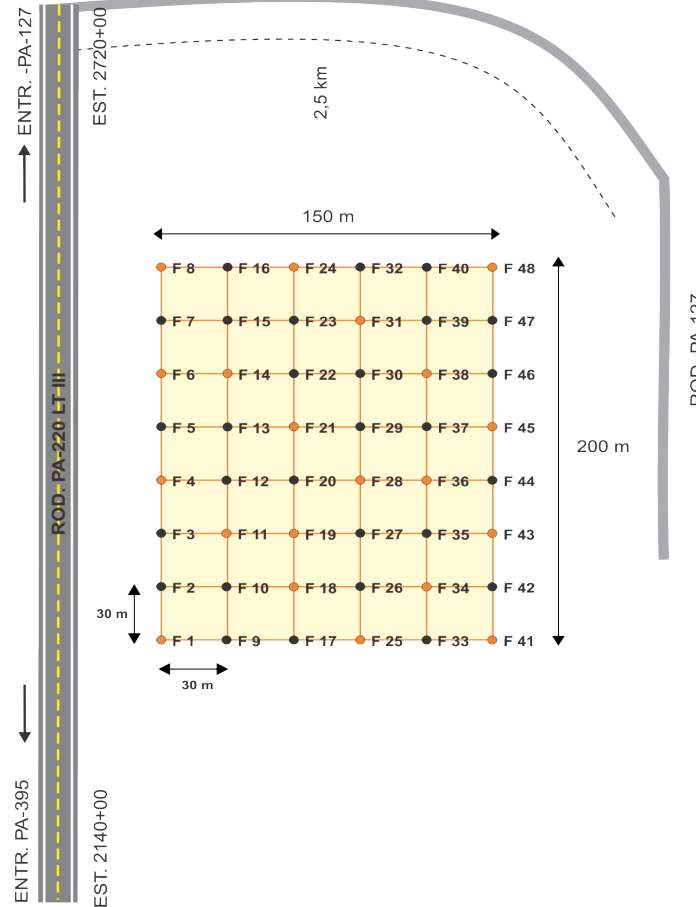 ENTR. -PA-127
EST. 2720+00
2,5 km
150 m
F 8 F 16 F 24 F 32 F 40 F 48
F 7 F 15 F 23 F 31 F 39 F 47
F 6 F 14 F 22 F 30 F 38 F 46
F 5 F 13 F 21 F 29 F 37 F 45
F 4 F 12 F 20 F 28 F 36 F 44
F 3 F 11 F 19 F 27 F 35 F 43
F 2 F 10 F 18 F 26 F 34 F 42
F 1 F 9 F 17 F 25 F 33 F 41
200 m
30 m
30 m
ROD. PA-220 LT III
ROD. PA-127
ENTR. PA-395
EST. 2140+00